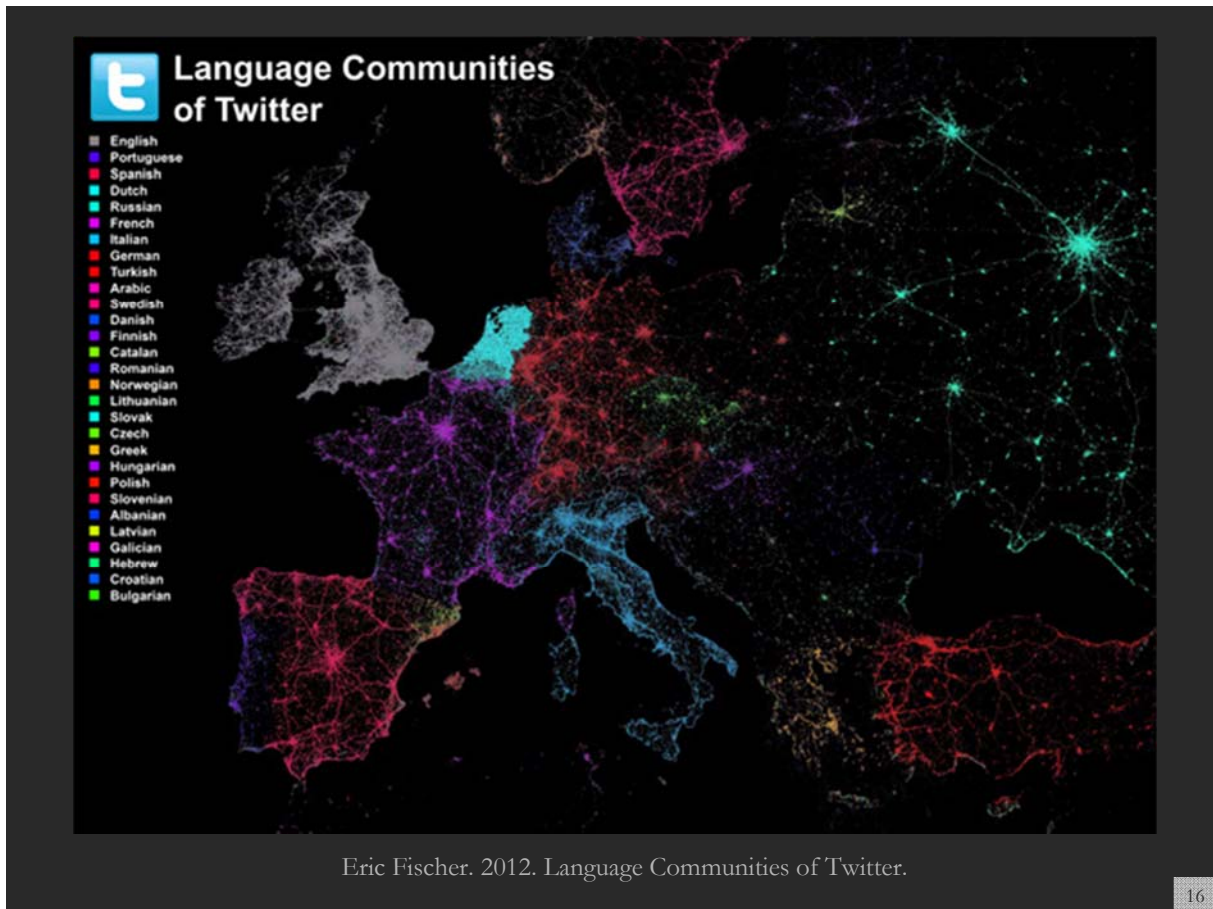 Language Communities
of Twitter
English
Portuguese
Spanish
Dutch
Russian
French
Italian
German
Turkish
Arabic
Swedish
Danish
Finnish
Catalan
Romanian
Norwegian
Lithuanian
Slovak
Czech
Greek
Hungarian
Polish
Slovenian
Albanian
Latvian
Galician
Hebrew
Croatian
Bulgarian
Eric Fischer. 2012. Language Communities of Twitter.
16